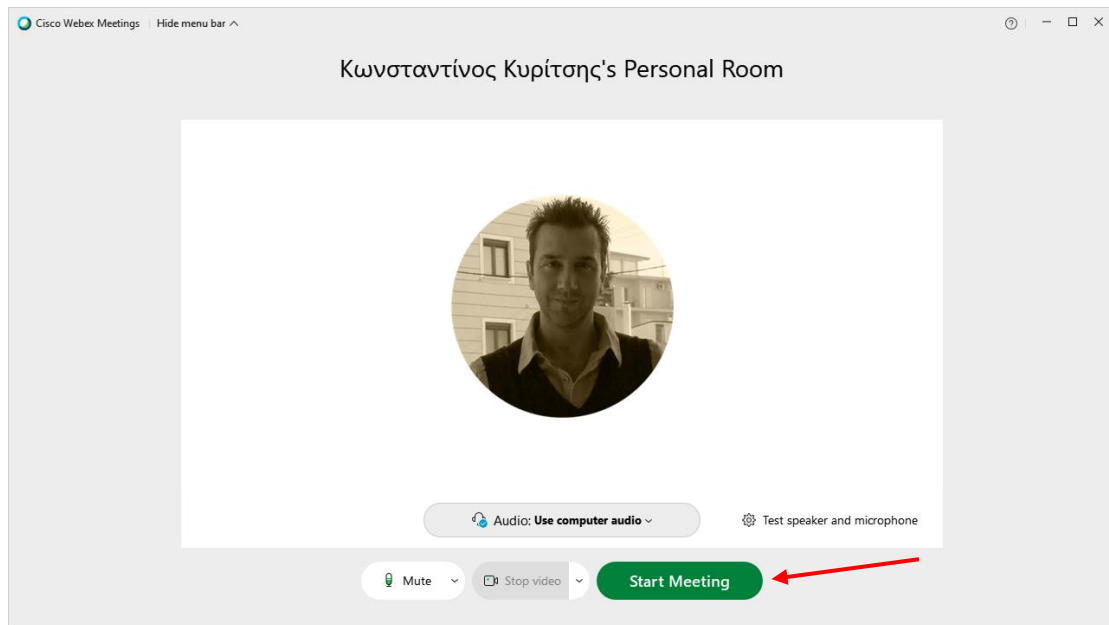 Cisco Webex Meetings Hide menu bar
Κωνσταντίνος Κυρίτσης's Personal Room
Audio: Use computer audio
Test speaker and microphone
Mute
Stop video
Start Meeting